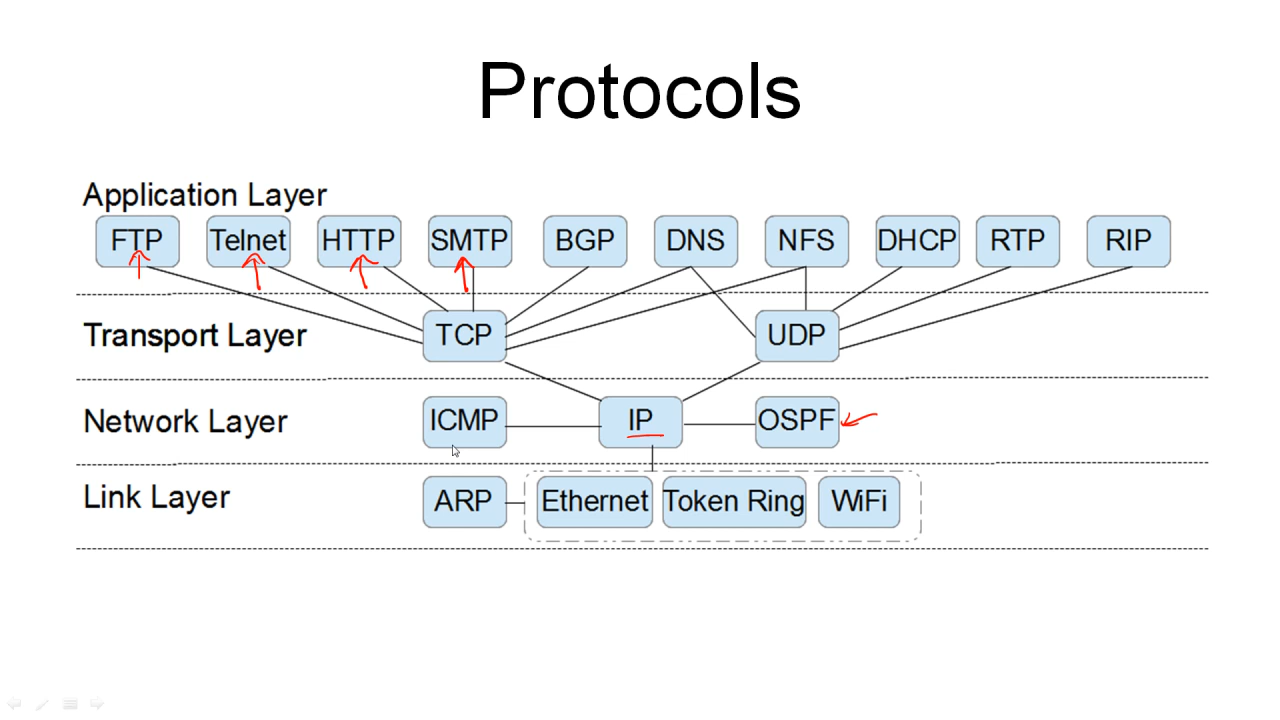 Protocols
Application Layer
FTP Telnet HTTP SMTP BGP DNS NFS DHCP RTP RIP
Transport Layer
TCP UDP
Network Layer
ICMP IP OSPF
Link Layer
ARP Ethernet Token Ring WiFi